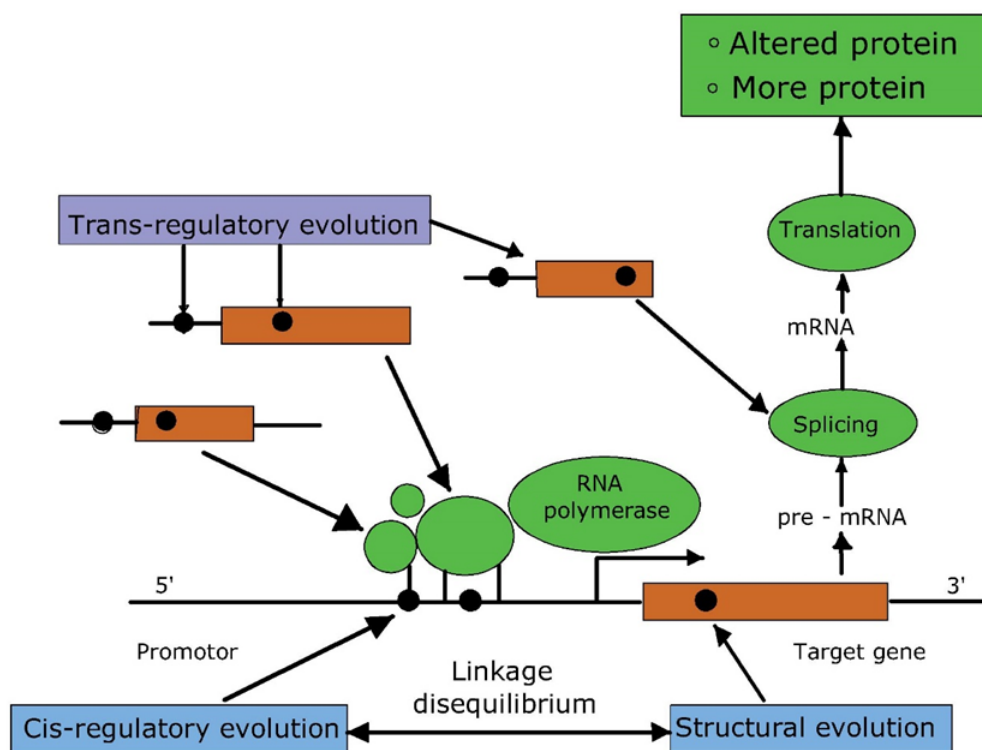 ◦ Altered protein
◦ More protein
Trans-regulatory evolution
Translation
mRNA
Splicing
RNA
polymerase
pre - mRNA
5'
3'
Promotor
Target gene
Linkage
disequilibrium
Cis-regulatory evolution
Structural evolution